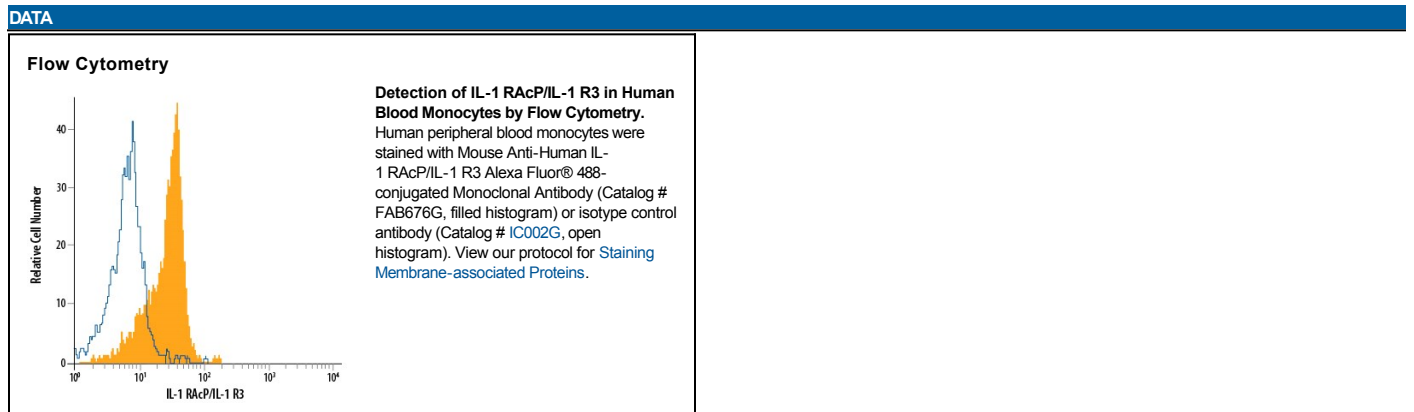 DATA
Flow Cytometry
Detection of IL-1 RAcP/IL-1 R3 in Human
Blood Monocytes by Flow Cytometry.
Human peripheral blood monocytes were
stained with Mouse Anti-Human IL-
1 RAcP/IL-1 R3 Alexa Fluor® 488-
conjugated Monoclonal Antibody (Catalog #
FAB676G, filled histogram) or isotype control
antibody (Catalog # IC002G, open
histogram). View our protocol for Staining
Membrane-associated Proteins.
Relative Cell Number
40
30
20
10
0
10⁰ 10¹ 10² 10³ 10⁴
IL-1 RAcP/IL-1 R3